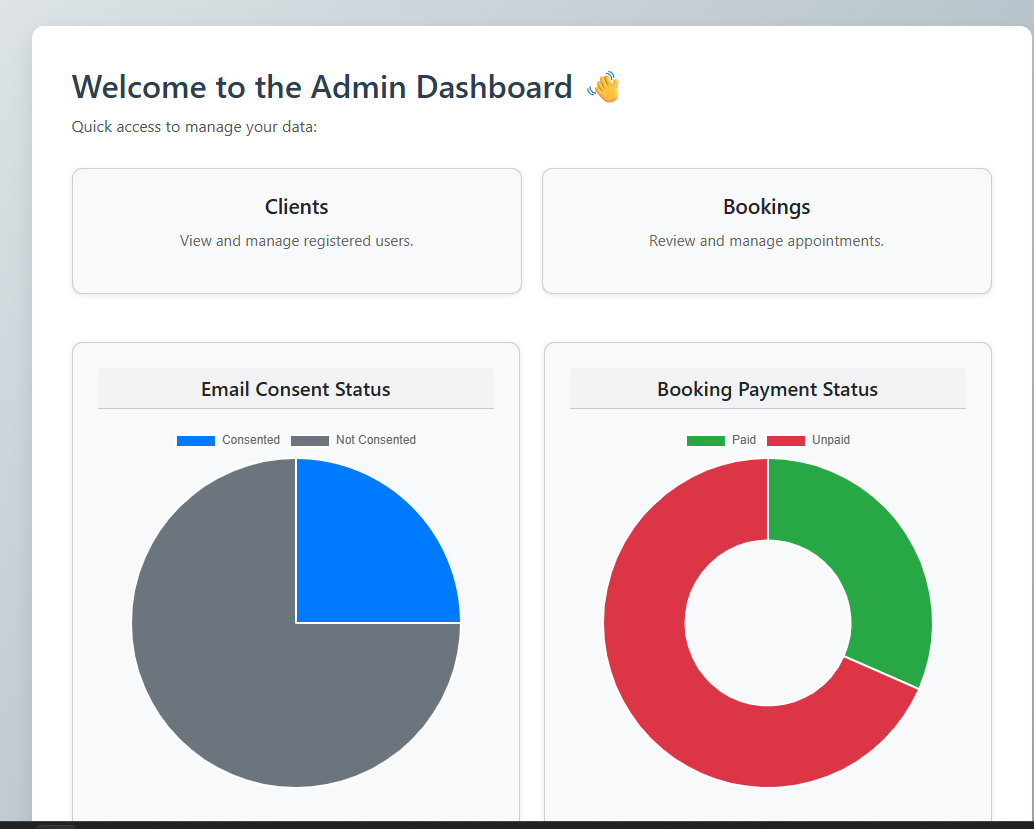 Welcome to the Admin Dashboard 👋
Quick access to manage your data:
Clients
View and manage registered users.
Bookings
Review and manage appointments.
Email Consent Status
Consented Not Consented
Booking Payment Status
Paid Unpaid